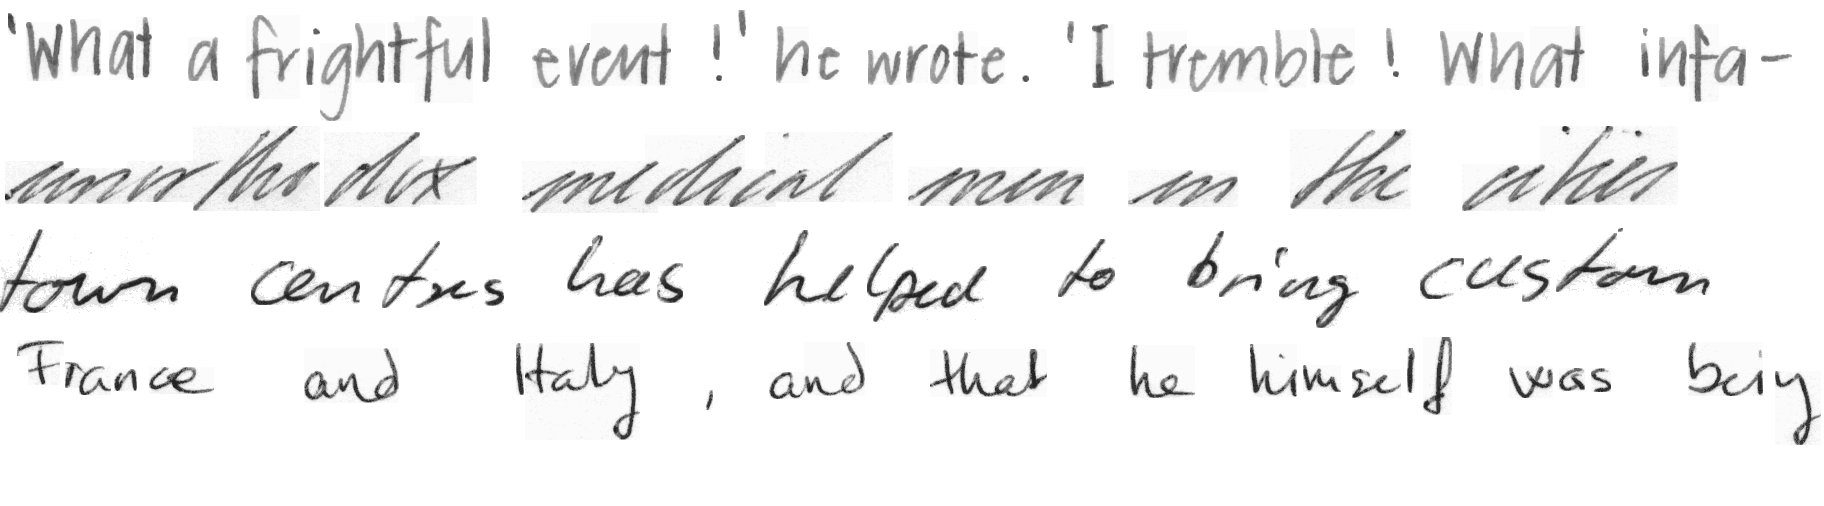 'What a frightful event!' he wrote. 'I tremble! What infa-
unorthodox medical men in the cities
town centres has helped to bring custom
France and Italy, and that he himself was being